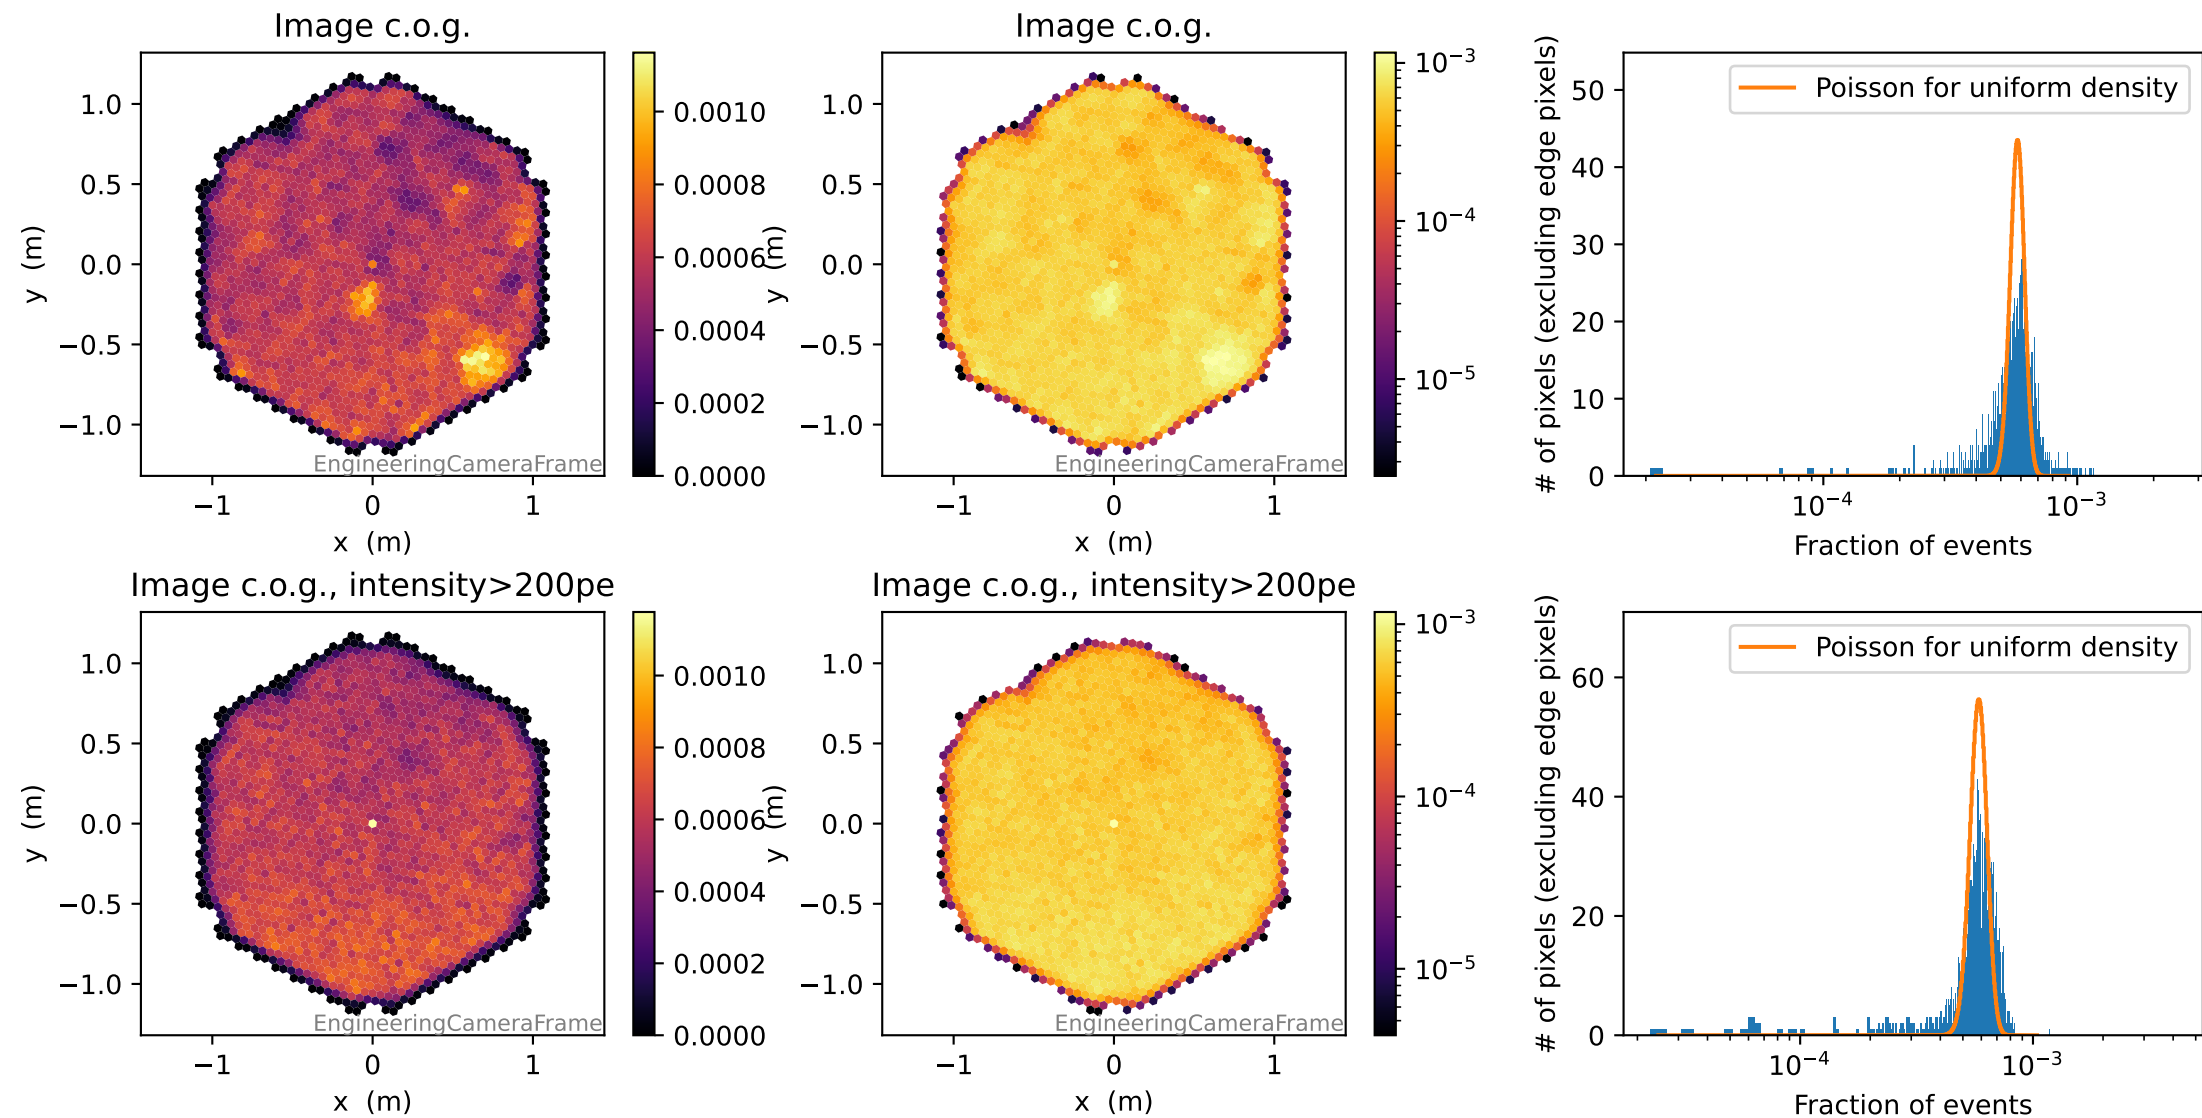 Image c.o.g.
1.0
0.5
0.0
−0.5
−1.0
y (m)
−1
0
1
x (m)
EngineeringCameraFrame
0.0010
0.0008
0.0006
0.0004
0.0002
0.0000
Image c.o.g.
1.0
0.5
0.0
−0.5
−1.0
y (m)
−1
0
1
x (m)
EngineeringCameraFrame
10⁻³
10⁻⁴
10⁻⁵
# of pixels (excluding edge pixels)
50
40
30
20
10
0
Poisson for uniform density
10⁻⁴
10⁻³
Fraction of events
Image c.o.g., intensity>200pe
1.0
0.5
0.0
−0.5
−1.0
y (m)
−1
0
1
x (m)
EngineeringCameraFrame
0.0010
0.0008
0.0006
0.0004
0.0002
0.0000
Image c.o.g., intensity>200pe
1.0
0.5
0.0
−0.5
−1.0
y (m)
−1
0
1
x (m)
EngineeringCameraFrame
10⁻³
10⁻⁴
10⁻⁵
# of pixels (excluding edge pixels)
60
40
20
0
Poisson for uniform density
10⁻⁴
10⁻³
Fraction of events